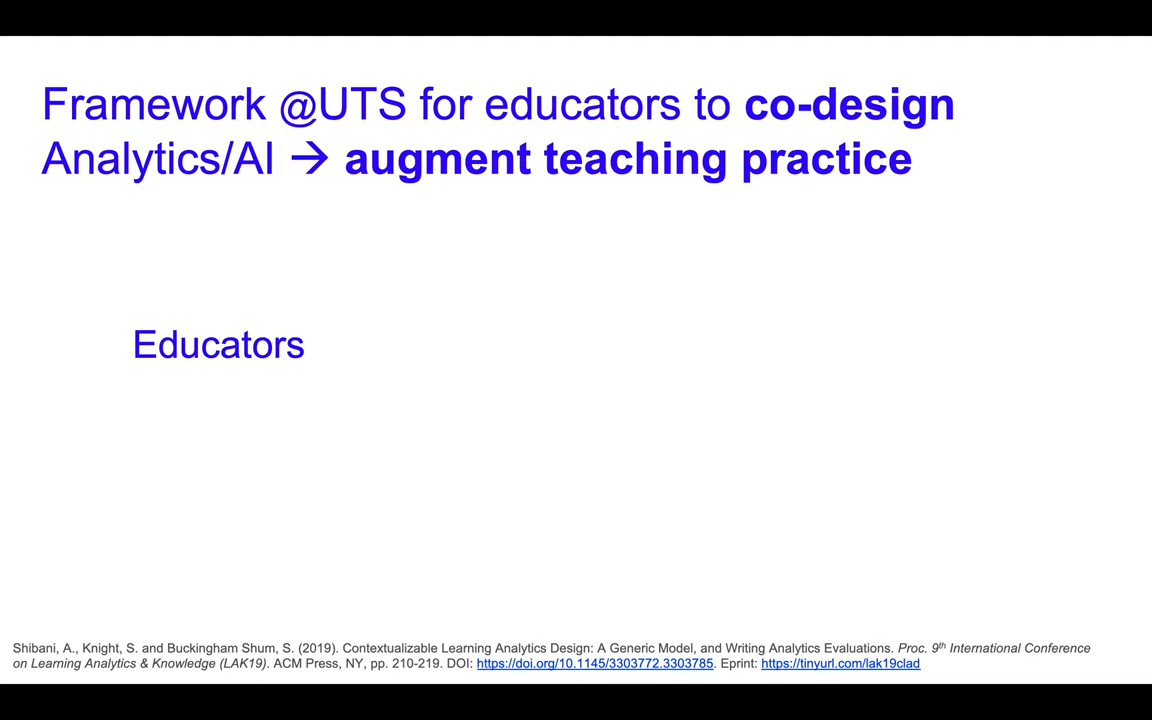 Framework @UTS for educators to co-design
Analytics/AI → augment teaching practice
Educators
Shibani, A., Knight, S. and Buckingham Shum, S. (2019). Contextualizable Learning Analytics Design: A Generic Model, and Writing Analytics Evaluations. Proc. 9th International Conference
on Learning Analytics & Knowledge (LAK19). ACM Press, NY, pp. 210-219. DOI: https://doi.org/10.1145/3303772.3303785. Eprint: https://tinyurl.com/lak19clad